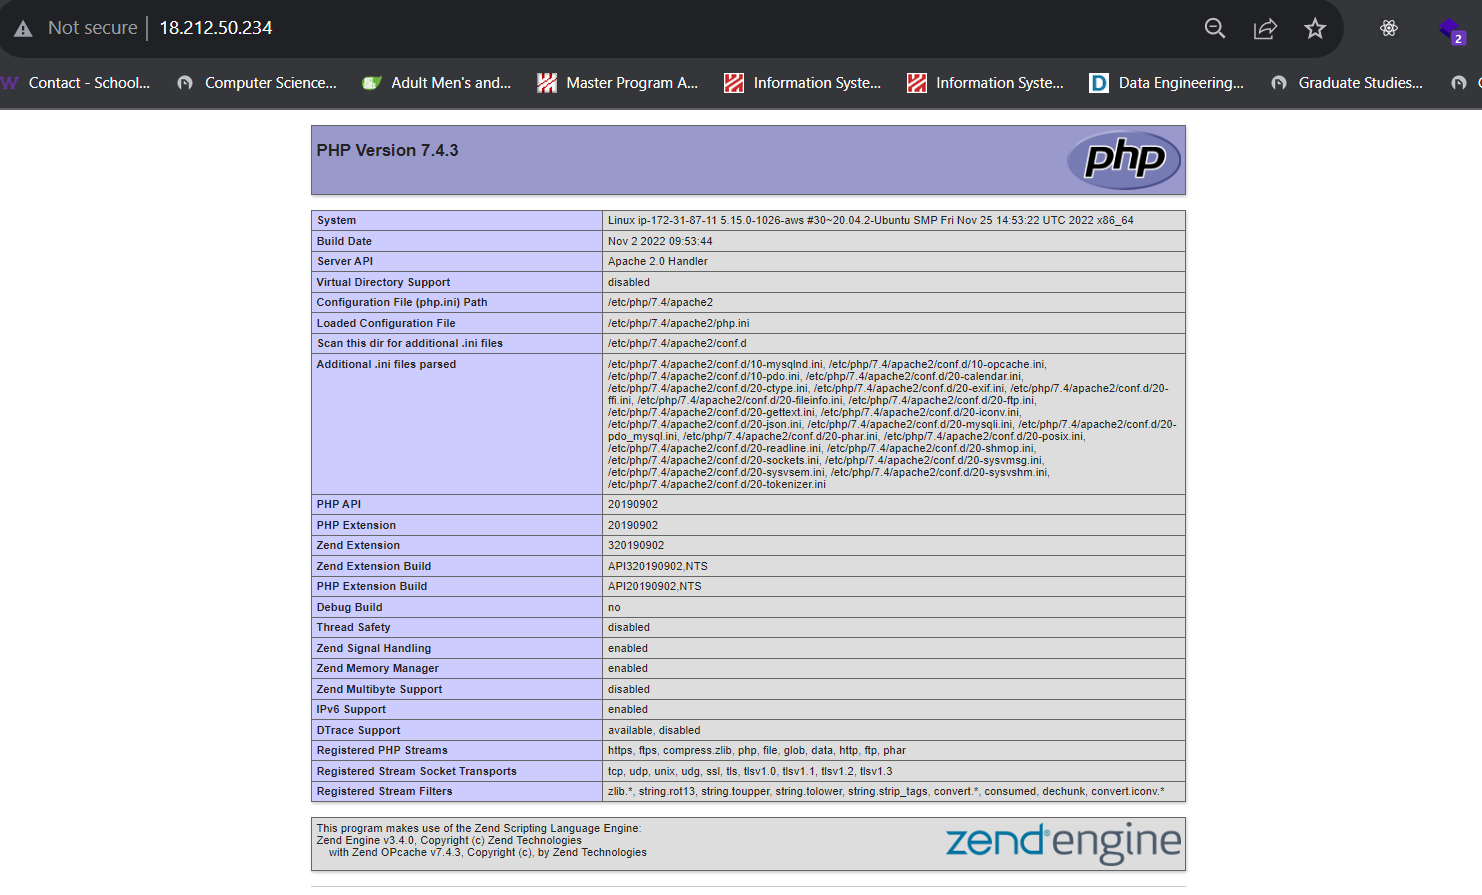 Not secure 18.212.50.234
2
Contact - School...
Computer Science...
Adult Men's and...
Master Program A...
Information Syste...
Information Syste...
Data Engineering...
Graduate Studies...
PHP Version 7.4.3
php
System Linux ip-172-31-87-11 5.15.0-1026-aws #30~20.04.2-Ubuntu SMP Fri Nov 25 14:53:22 UTC 2022 x86_64
Build Date Nov 2 2022 09:53:44
Server API Apache 2.0 Handler
Virtual Directory Support disabled
Configuration File (php.ini) Path /etc/php/7.4/apache2
Loaded Configuration File /etc/php/7.4/apache2/php.ini
Scan this dir for additional .ini files /etc/php/7.4/apache2/conf.d
Additional .ini files parsed /etc/php/7.4/apache2/conf.d/10-mysqlnd.ini, /etc/php/7.4/apache2/conf.d/10-opcache.ini,
/etc/php/7.4/apache2/conf.d/10-pdo.ini, /etc/php/7.4/apache2/conf.d/20-calendar.ini,
/etc/php/7.4/apache2/conf.d/20-ctype.ini, /etc/php/7.4/apache2/conf.d/20-exif.ini, /etc/php/7.4/apache2/conf.d/20-
ffi.ini, /etc/php/7.4/apache2/conf.d/20-fileinfo.ini, /etc/php/7.4/apache2/conf.d/20-ftp.ini,
/etc/php/7.4/apache2/conf.d/20-gettext.ini, /etc/php/7.4/apache2/conf.d/20-iconv.ini,
/etc/php/7.4/apache2/conf.d/20-json.ini, /etc/php/7.4/apache2/conf.d/20-mysqli.ini, /etc/php/7.4/apache2/conf.d/20-
pdo_mysql.ini, /etc/php/7.4/apache2/conf.d/20-phar.ini, /etc/php/7.4/apache2/conf.d/20-posix.ini,
/etc/php/7.4/apache2/conf.d/20-readline.ini, /etc/php/7.4/apache2/conf.d/20-shmop.ini,
/etc/php/7.4/apache2/conf.d/20-sockets.ini, /etc/php/7.4/apache2/conf.d/20-sysvmsg.ini,
/etc/php/7.4/apache2/conf.d/20-sysvsem.ini, /etc/php/7.4/apache2/conf.d/20-sysvshm.ini,
/etc/php/7.4/apache2/conf.d/20-tokenizer.ini
PHP API 20190902
PHP Extension 20190902
Zend Extension 320190902
Zend Extension Build API320190902,NTS
PHP Extension Build API20190902,NTS
Debug Build no
Thread Safety disabled
Zend Signal Handling enabled
Zend Memory Manager enabled
Zend Multibyte Support disabled
IPv6 Support enabled
DTrace Support available, disabled
Registered PHP Streams https, ftps, compress.zlib, php, file, glob, data, http, ftp, phar
Registered Stream Socket Transports tcp, udp, unix, udg, ssl, tls, tlsv1.0, tlsv1.1, tlsv1.2, tlsv1.3
Registered Stream Filters zlib.*, string.rot13, string.toupper, string.tolower, string.strip_tags, convert.*, consumed, dechunk, convert.iconv.*
This program makes use of the Zend Scripting Language Engine:
Zend Engine v3.4.0, Copyright (c) Zend Technologies
with Zend OPcache v7.4.3, Copyright (c), by Zend Technologies
zend engine